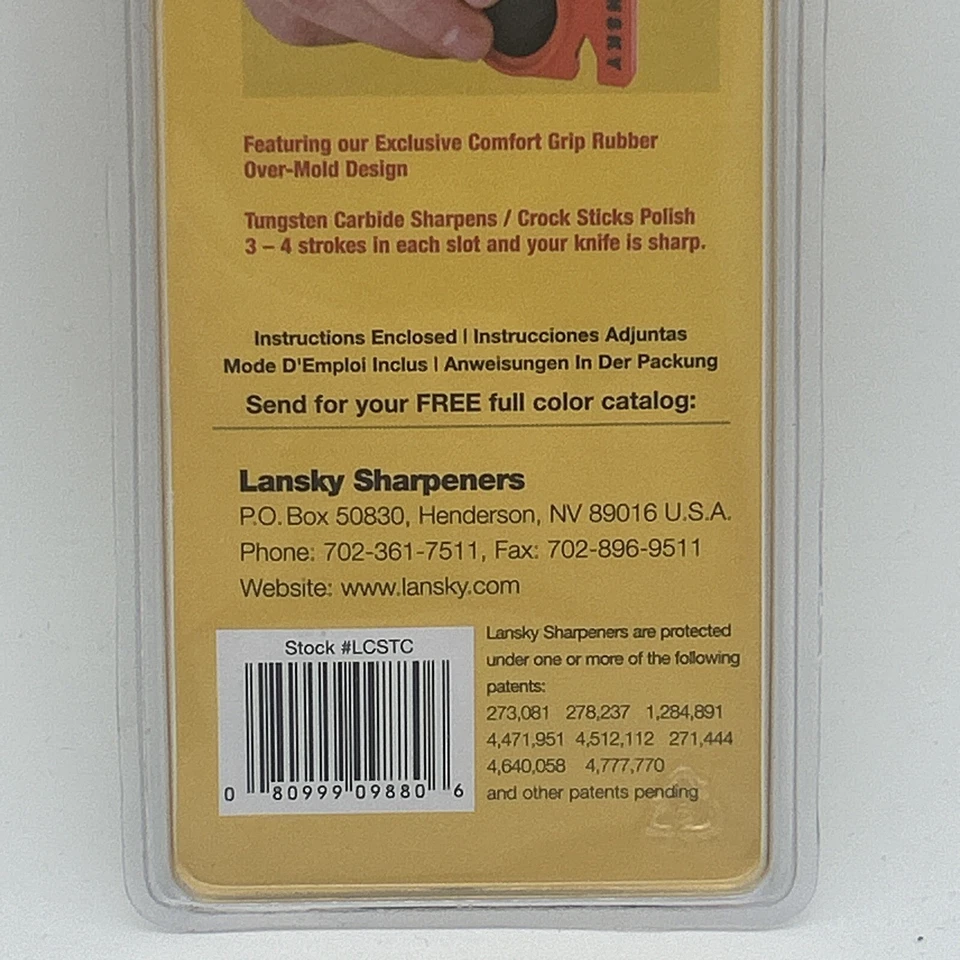 NSKY
Featuring our Exclusive Comfort Grip Rubber
Over-Mold Design
Tungsten Carbide Sharpens / Crock Sticks Polish
3 – 4 strokes in each slot and your knife is sharp.
Instructions Enclosed | Instrucciones Adjuntas
Mode D'Emploi Inclus | Anweisungen In Der Packung
Send for your FREE full color catalog:
Lansky Sharpeners
P.O. Box 50830, Henderson, NV 89016 U.S.A.
Phone: 702-361-7511, Fax: 702-896-9511
Website: www.lansky.com
Stock #LCSTC
0 80999 09880 6
Lansky Sharpeners are protected
under one or more of the following
patents:
273,081 278,237 1,284,891
4,471,951 4,512,112 271,444
4,640,058 4,777,770
and other patents pending